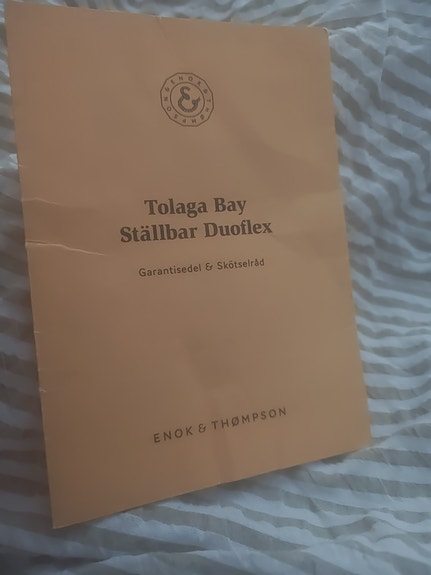 &
Tolaga Bay
Ställbar Duoflex
Garantisedel & Skötselråd
ENOK & THØMPSON